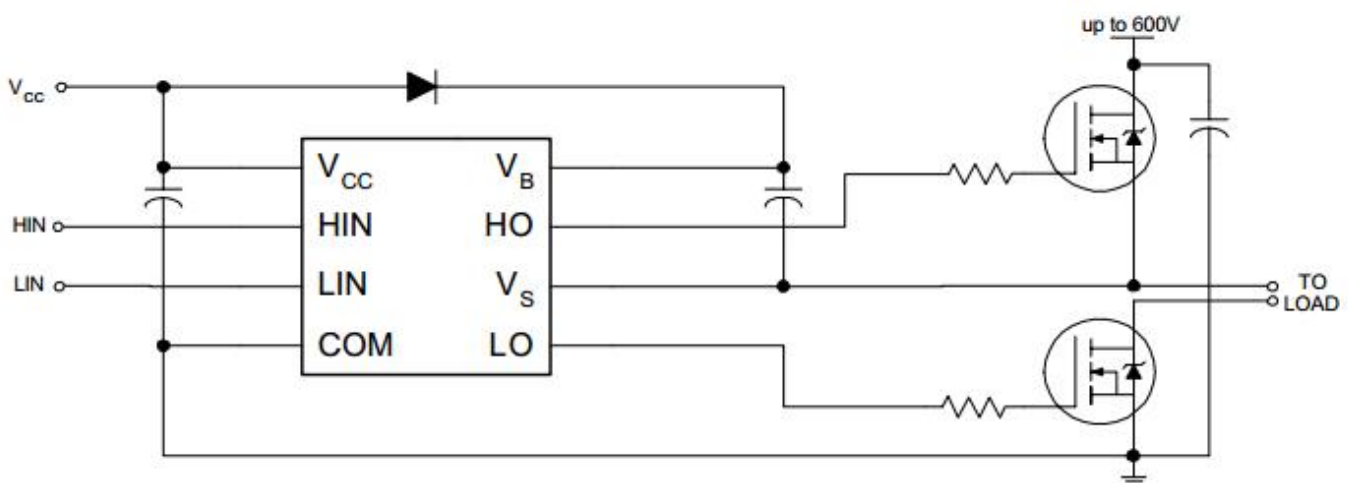 up to 600V
Vcc
VCC
VB
HIN
HIN
HO
LIN
LIN
VS
TO
LOAD
COM
LO